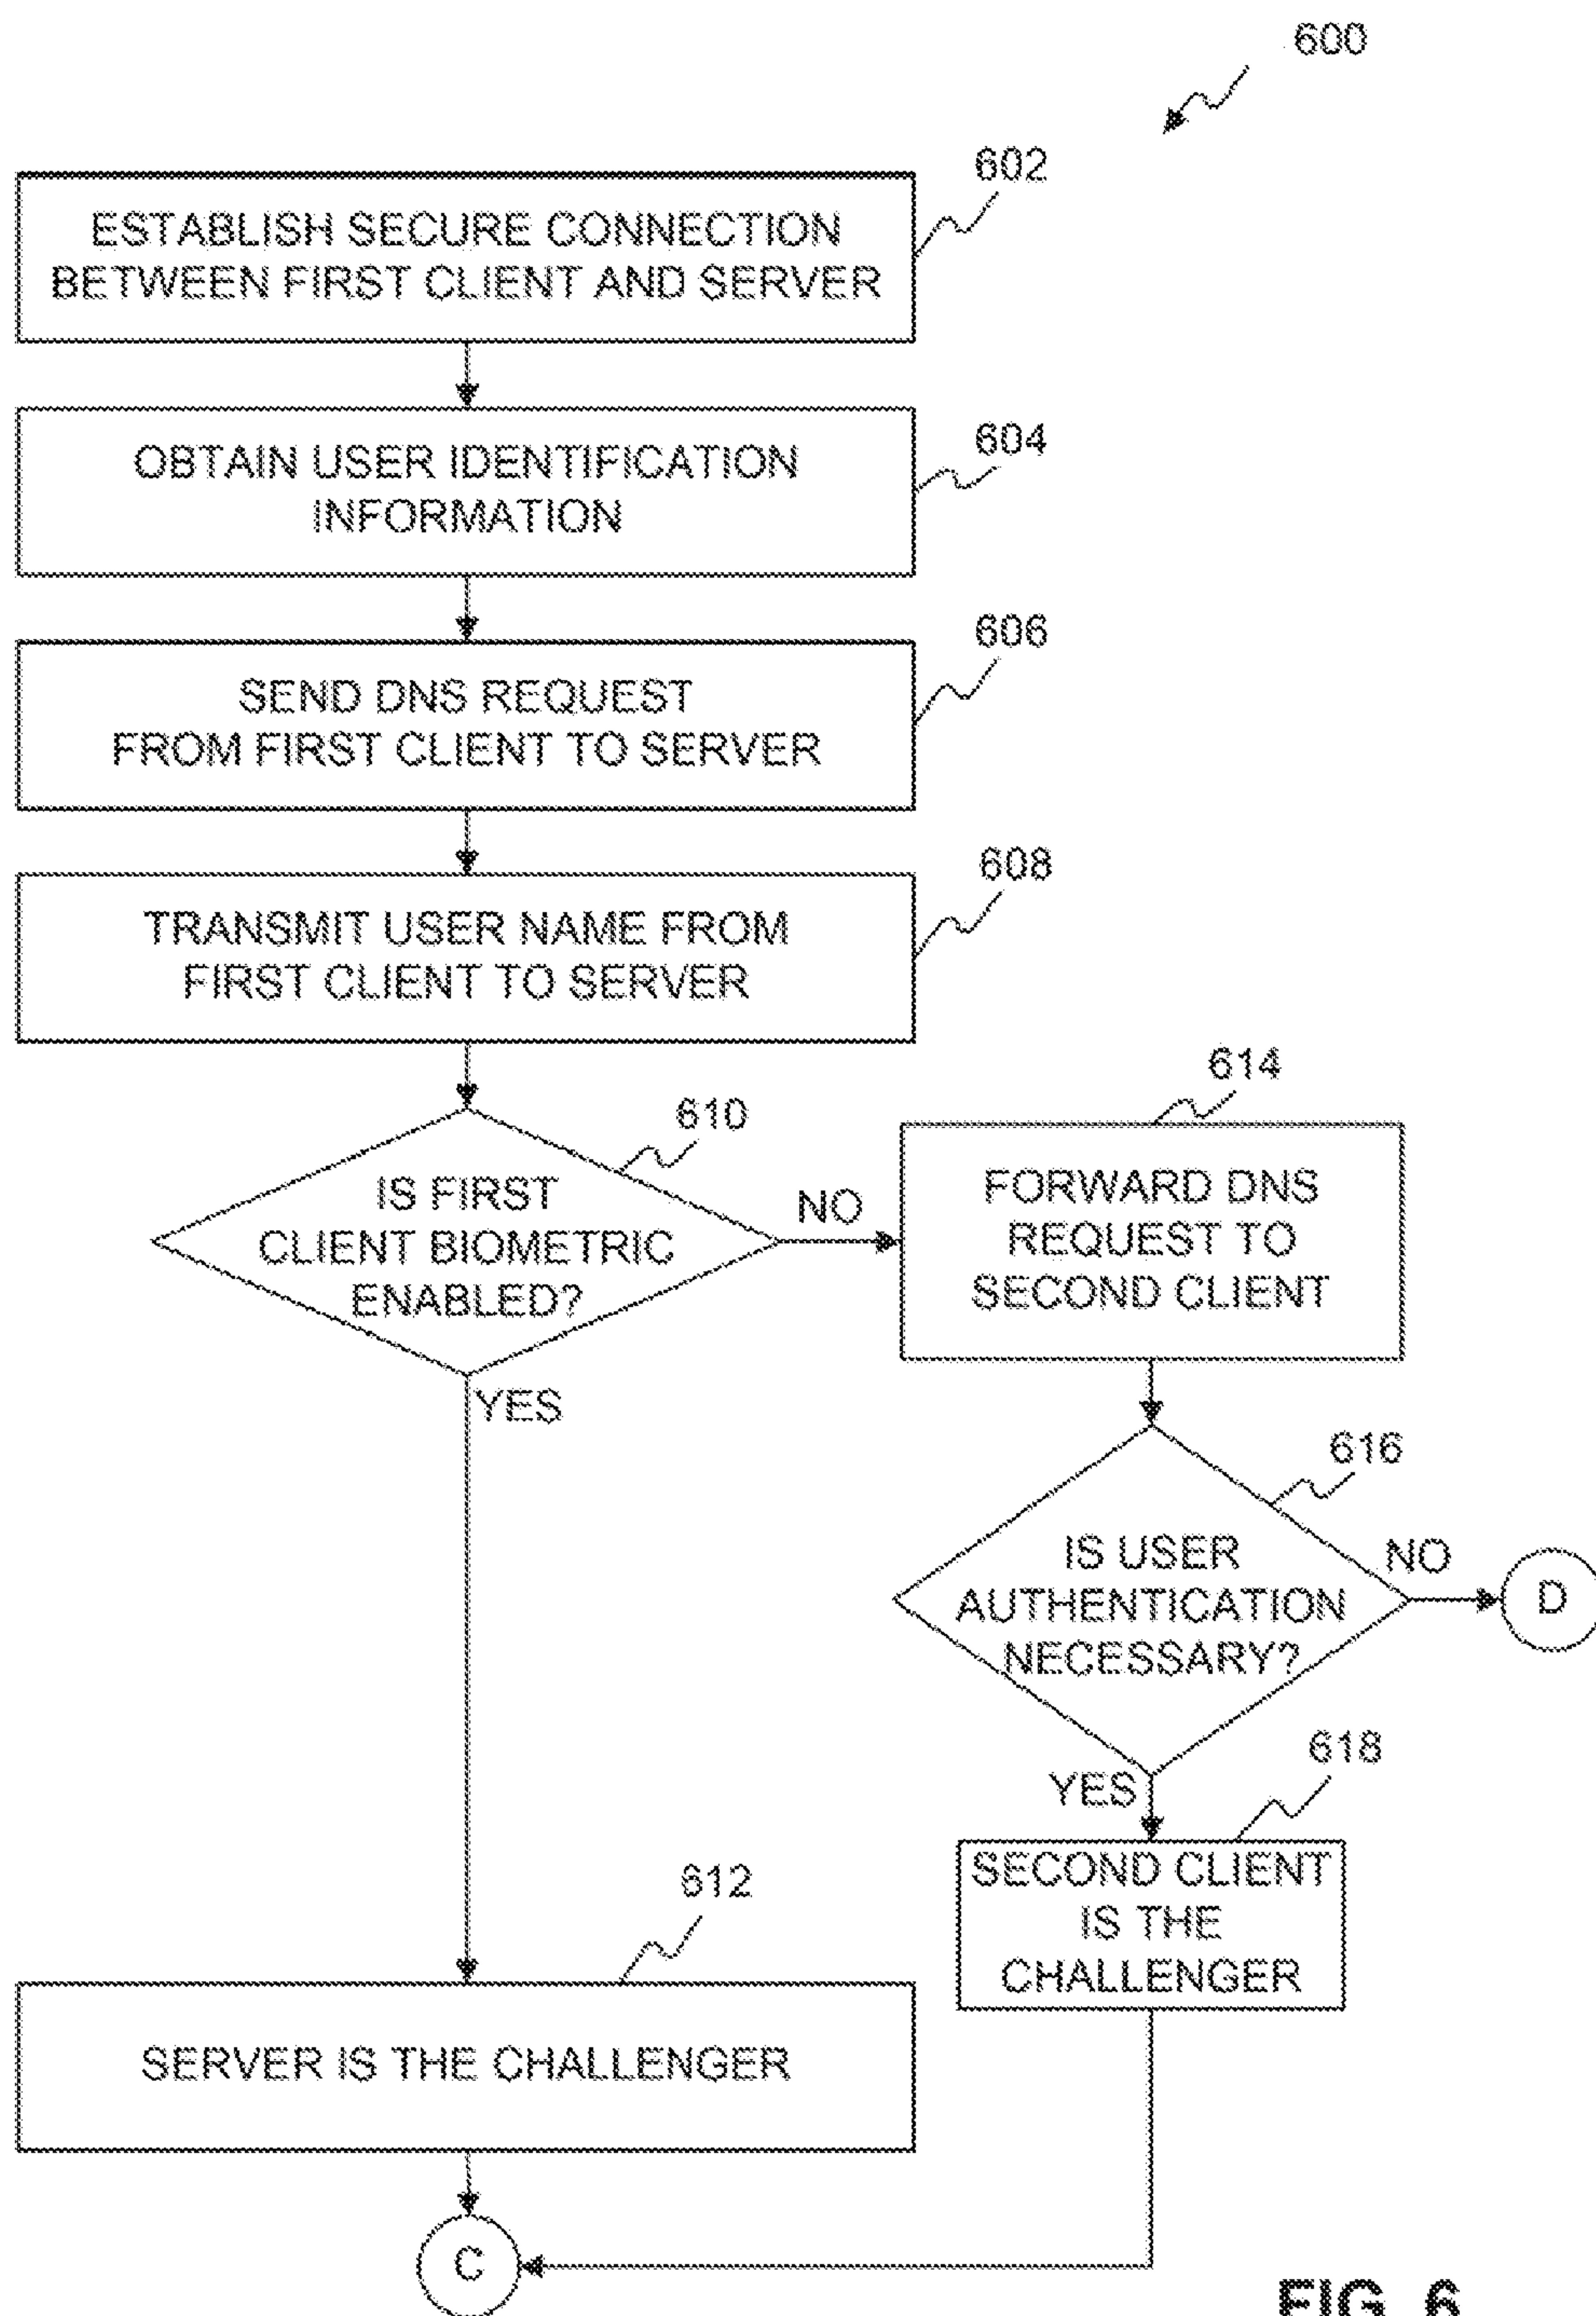 600
602
ESTABLISH SECURE CONNECTION
BETWEEN FIRST CLIENT AND SERVER
604
OBTAIN USER IDENTIFICATION
INFORMATION
606
SEND DNS REQUEST
FROM FIRST CLIENT TO SERVER
608
TRANSMIT USER NAME FROM
FIRST CLIENT TO SERVER
610
IS FIRST
CLIENT BIOMETRIC
ENABLED?
NO
YES
614
FORWARD DNS
REQUEST TO
SECOND CLIENT
616
IS USER
AUTHENTICATION
NECESSARY?
NO
D
YES
618
SECOND CLIENT
IS THE
CHALLENGER
612
SERVER IS THE CHALLENGER
C
FIG. 6